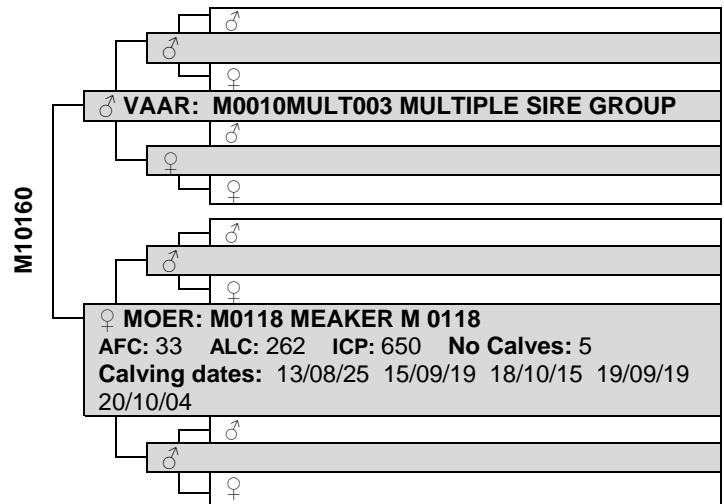 ♂
♂
♀
♂ VAAR: M0010MULT003 MULTIPLE SIRE GROUP
♂
♀
♀
M10160
♂
♂
♀
♀ MOER: M0118 MEAKER M 0118
AFC: 33 ALC: 262 ICP: 650 No Calves: 5
Calving dates: 13/08/25 15/09/19 18/10/15 19/09/19
20/10/04
♂
♂
♀